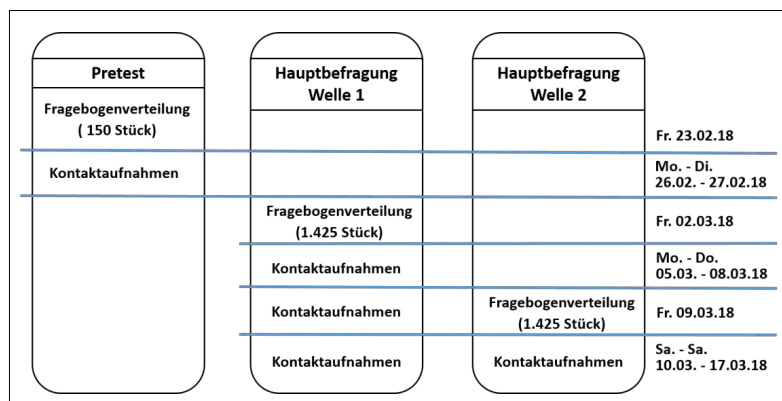 Pretest
Hauptbefragung
Welle 1
Hauptbefragung
Welle 2
Fragebogenverteilung
( 150 Stück)
Fr. 23.02.18
Kontaktaufnahmen
Mo. - Di.
26.02. - 27.02.18
Fragebogenverteilung
(1.425 Stück)
Fr. 02.03.18
Kontaktaufnahmen
Mo. - Do.
05.03. - 08.03.18
Kontaktaufnahmen
Fragebogenverteilung
(1.425 Stück)
Fr. 09.03.18
Kontaktaufnahmen
Kontaktaufnahmen
Sa. - Sa.
10.03. - 17.03.18